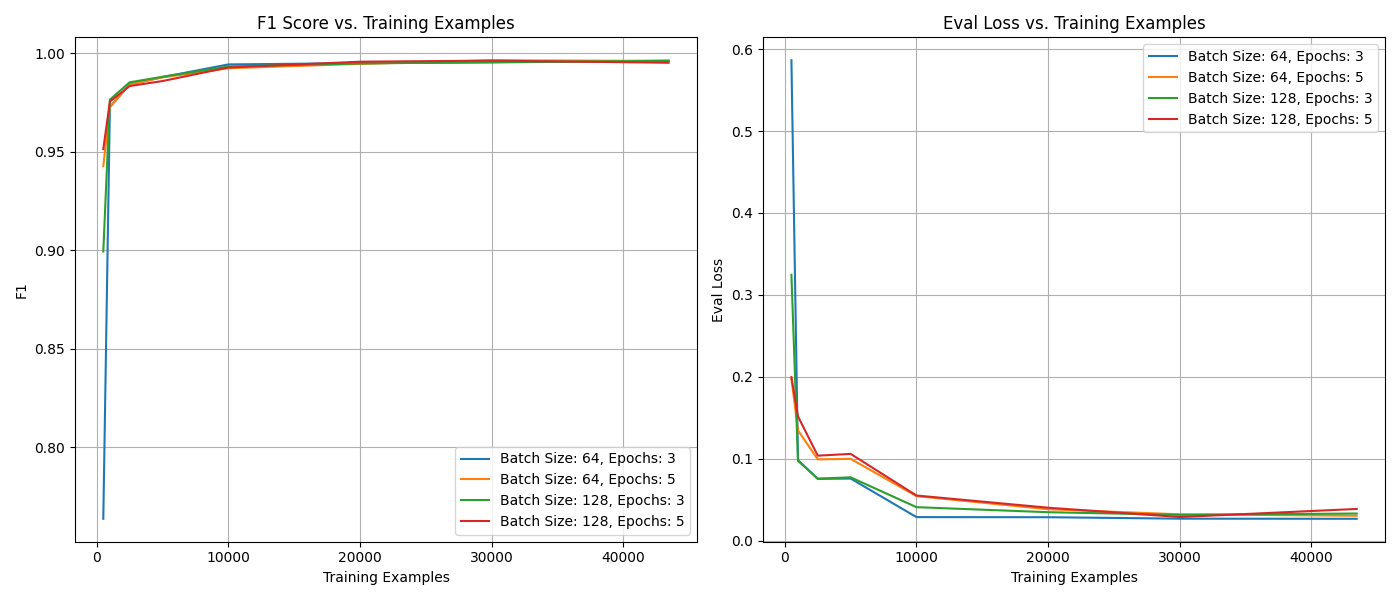 F1 Score vs. Training Examples
1.00
0.95
0.90
0.85
0.80
F1
0
10000
20000
30000
40000
Training Examples
Batch Size: 64, Epochs: 3
Batch Size: 64, Epochs: 5
Batch Size: 128, Epochs: 3
Batch Size: 128, Epochs: 5
Eval Loss vs. Training Examples
0.6
0.5
0.4
0.3
0.2
0.1
0.0
Eval Loss
0
10000
20000
30000
40000
Training Examples
Batch Size: 64, Epochs: 3
Batch Size: 64, Epochs: 5
Batch Size: 128, Epochs: 3
Batch Size: 128, Epochs: 5